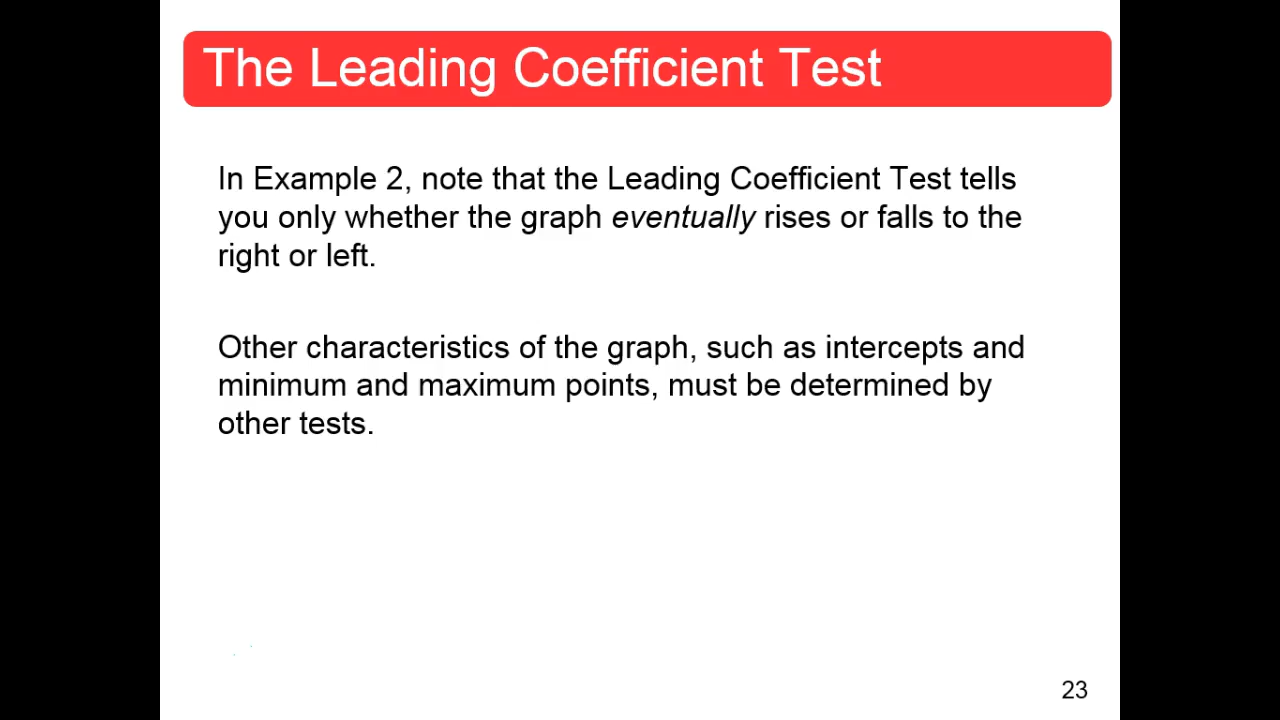 The Leading Coefficient Test
In Example 2, note that the Leading Coefficient Test tells
you only whether the graph eventually rises or falls to the
right or left.
Other characteristics of the graph, such as intercepts and
minimum and maximum points, must be determined by
other tests.
23